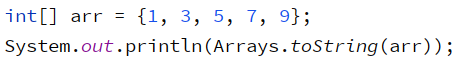 int[] arr = {1, 3, 5, 7, 9};
System.out.println(Arrays.toString(arr));